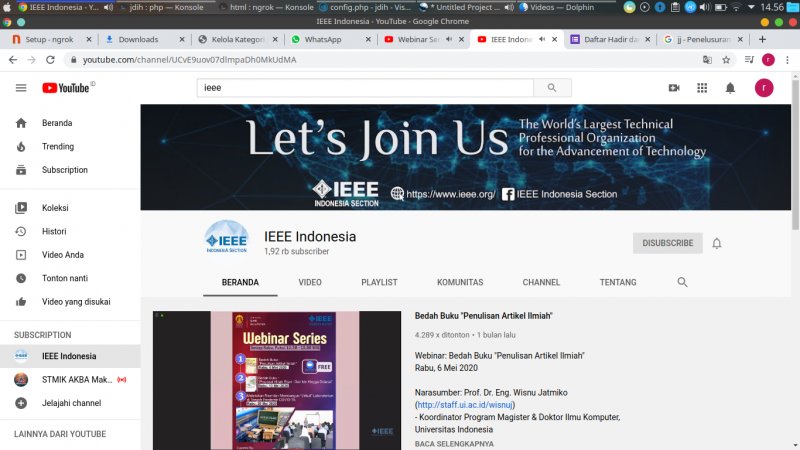 IEEE Indonesia - Y...
jdih : php — Konsole
html : ngrok — Konsole
config.php - jdih - Vis...
* Untitled Project ...
Videos — Dolphin
14.56
IEEE Indonesia - YouTube - Google Chrome
Setup - ngrok
Downloads
Kelola Kategori
WhatsApp
Webinar Se
IEEE Indone
Daftar Hadir dan
jj - Penelusuran
youtube.com/channel/UCvE9uov07dlmpaDh0MkUdMA
r
YouTube ID
ieee
r
Beranda
Trending
Subscription
Koleksi
Histori
Video Anda
Tonton nanti
Video yang disukai
SUBSCRIPTION
IEEE Indonesia
STMIK AKBA Mak...
Jelajahi channel
LAINNYA DARI YOUTUBE
Let's Join Us
The World's Largest Technical
Professional Organization
for the Advancement of Technology
IEEE
INDONESIA SECTION
https://www.ieee.org/
IEEE Indonesia Section
IEEE
INDONESIA SECTION
IEEE Indonesia
1,92 rb subscriber
DISUBSCRIBE
BERANDA
VIDEO
PLAYLIST
KOMUNITAS
CHANNEL
TENTANG
IEEE
Webinar Series
1
2
3
FREE
Bedah Buku "Penulisan Artikel Ilmiah"
4.289 x ditonton • 1 bulan lalu
Webinar: Bedah Buku "Penulisan Artikel Ilmiah"
Rabu, 6 Mei 2020
Narasumber: Prof. Dr. Eng. Wisnu Jatmiko
(http://staff.ui.ac.id/wisnuj)
- Koordinator Program Magister & Doktor Ilmu Komputer,
Universitas Indonesia
BACA SELENGKAPNYA